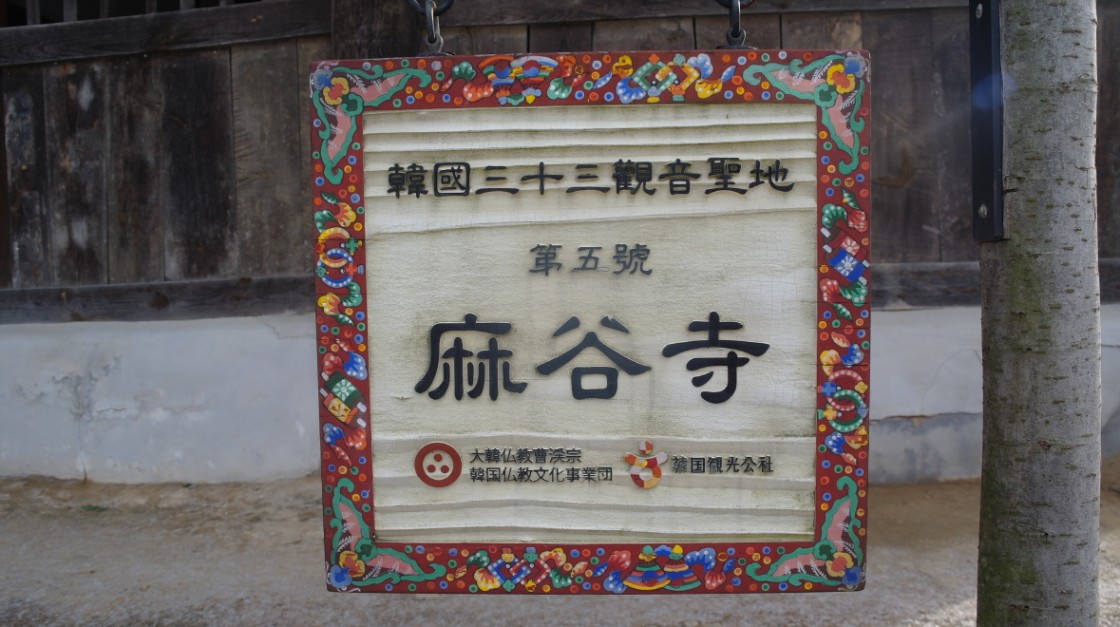 韓國三十三觀音聖地
第五號
麻谷寺
大韓仏教曹渓宗
韓国仏教文化事業団
韓国観光公社